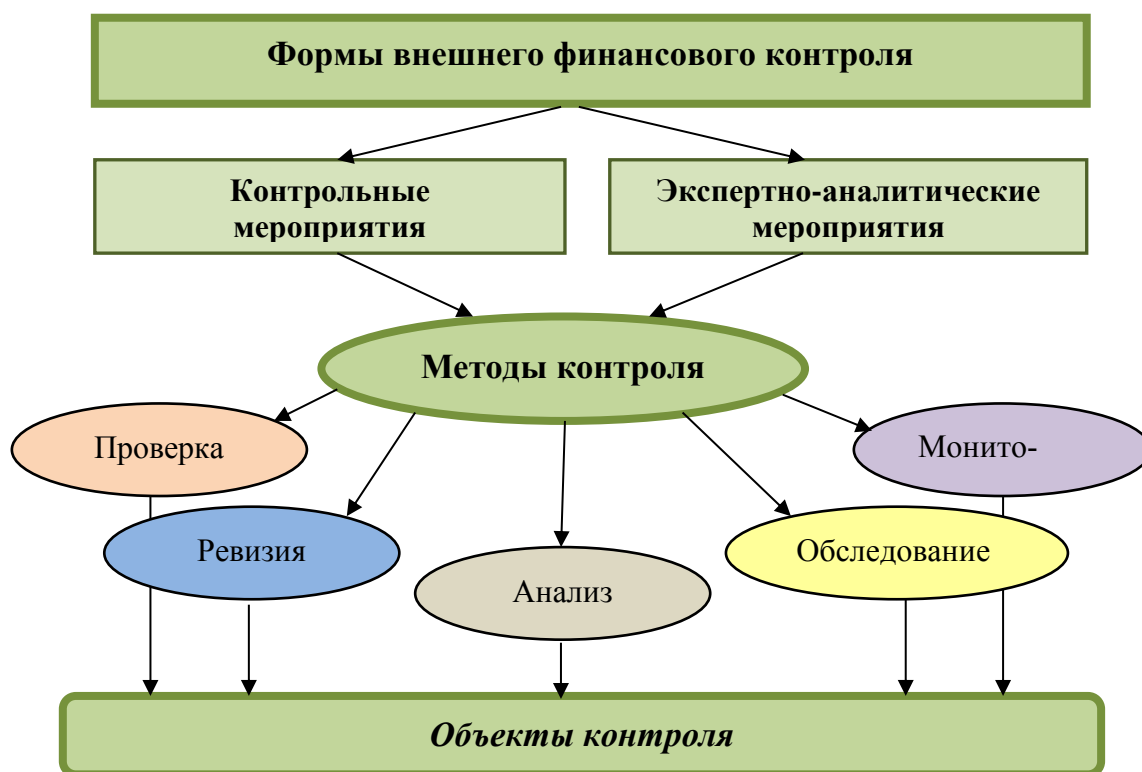 Формы внешнего финансового контроля
Контрольные
мероприятия
Экспертно-аналитические
мероприятия
Методы контроля
Проверка
Монито-
Ревизия
Обследование
Анализ
Объекты контроля